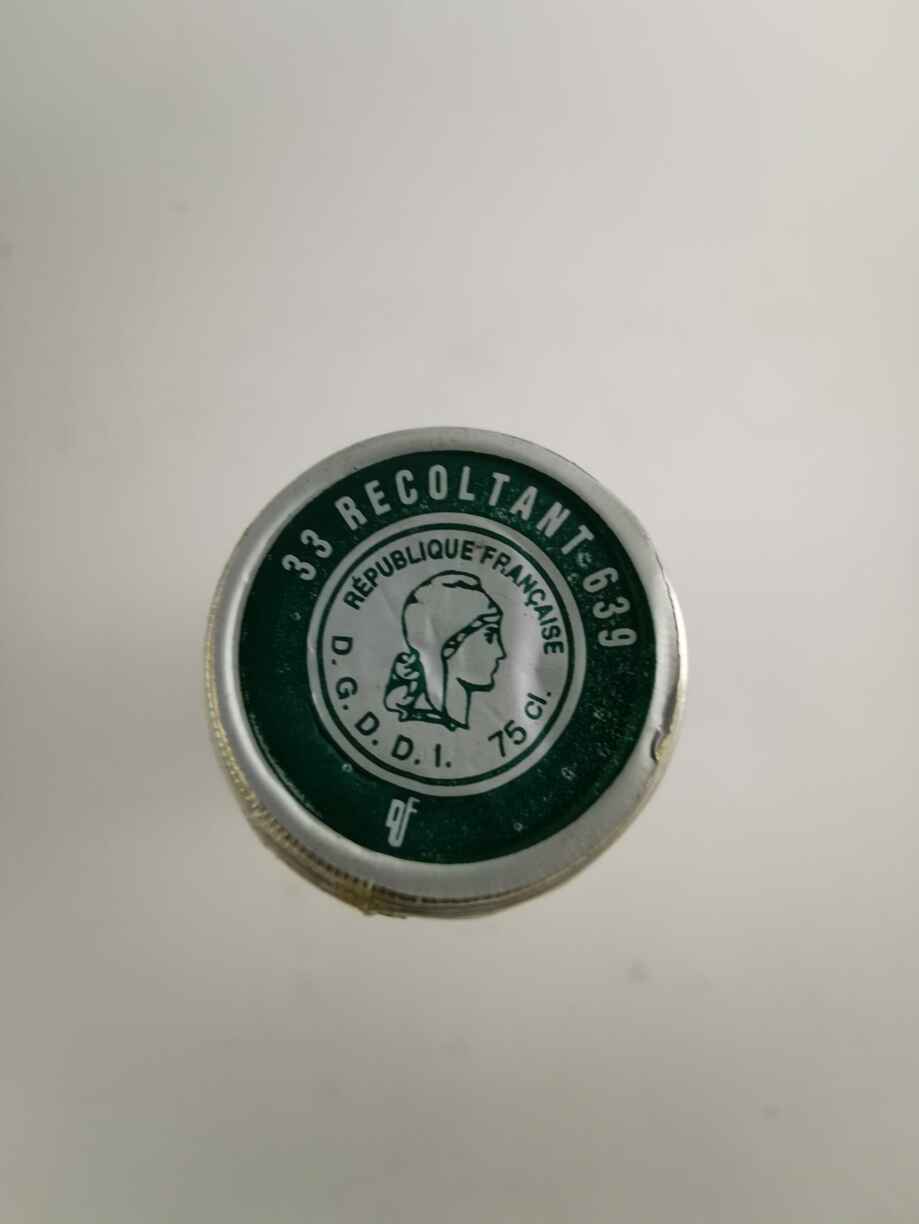 33 RECOLTANT 639
RÉPUBLIQUE FRANÇAISE
D. G. D. D. I. 75 cl.